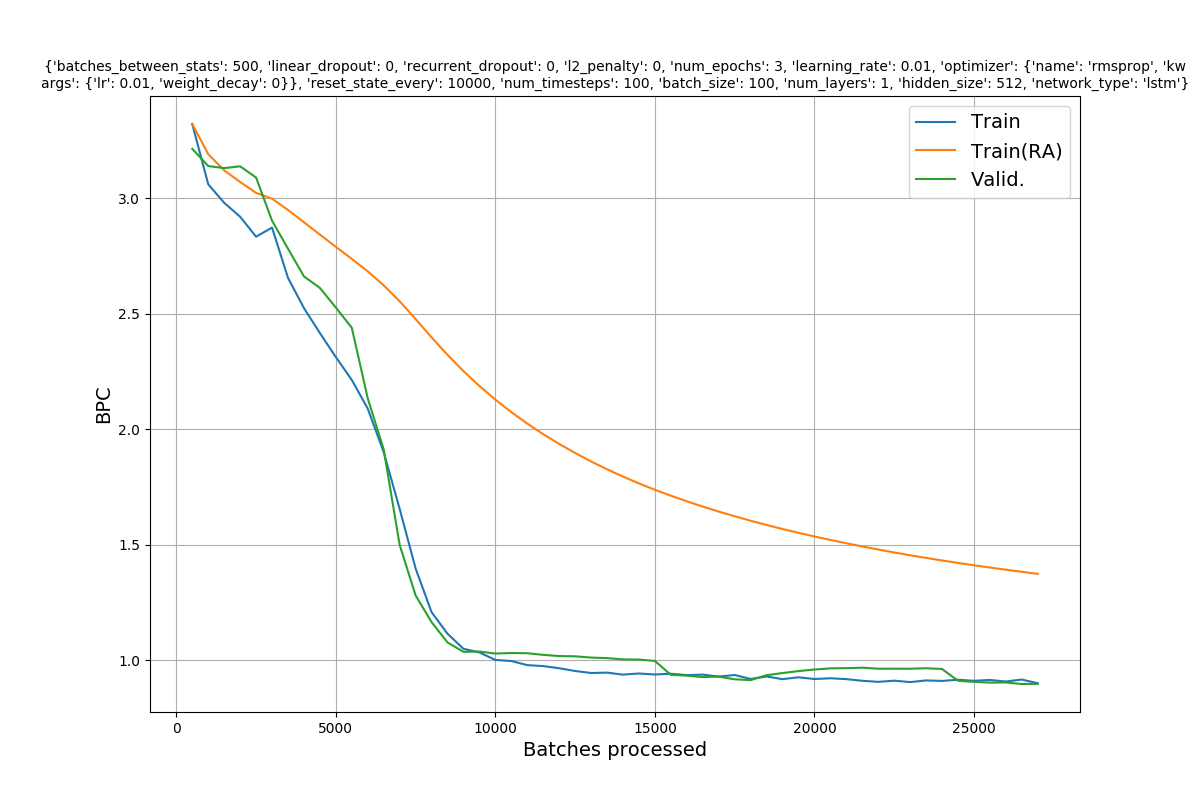 {'batches_between_stats': 500, 'linear_dropout': 0, 'recurrent_dropout': 0, 'l2_penalty': 0, 'num_epochs': 3, 'learning_rate': 0.01, 'optimizer': {'name': 'rmsprop', 'kw
args': {'lr': 0.01, 'weight_decay': 0}}, 'reset_state_every': 10000, 'num_timesteps': 100, 'batch_size': 100, 'num_layers': 1, 'hidden_size': 512, 'network_type': 'lstm'}
Train
Train(RA)
Valid.
3.0
2.5
2.0
1.5
1.0
BPC
0 5000 10000 15000 20000 25000
Batches processed